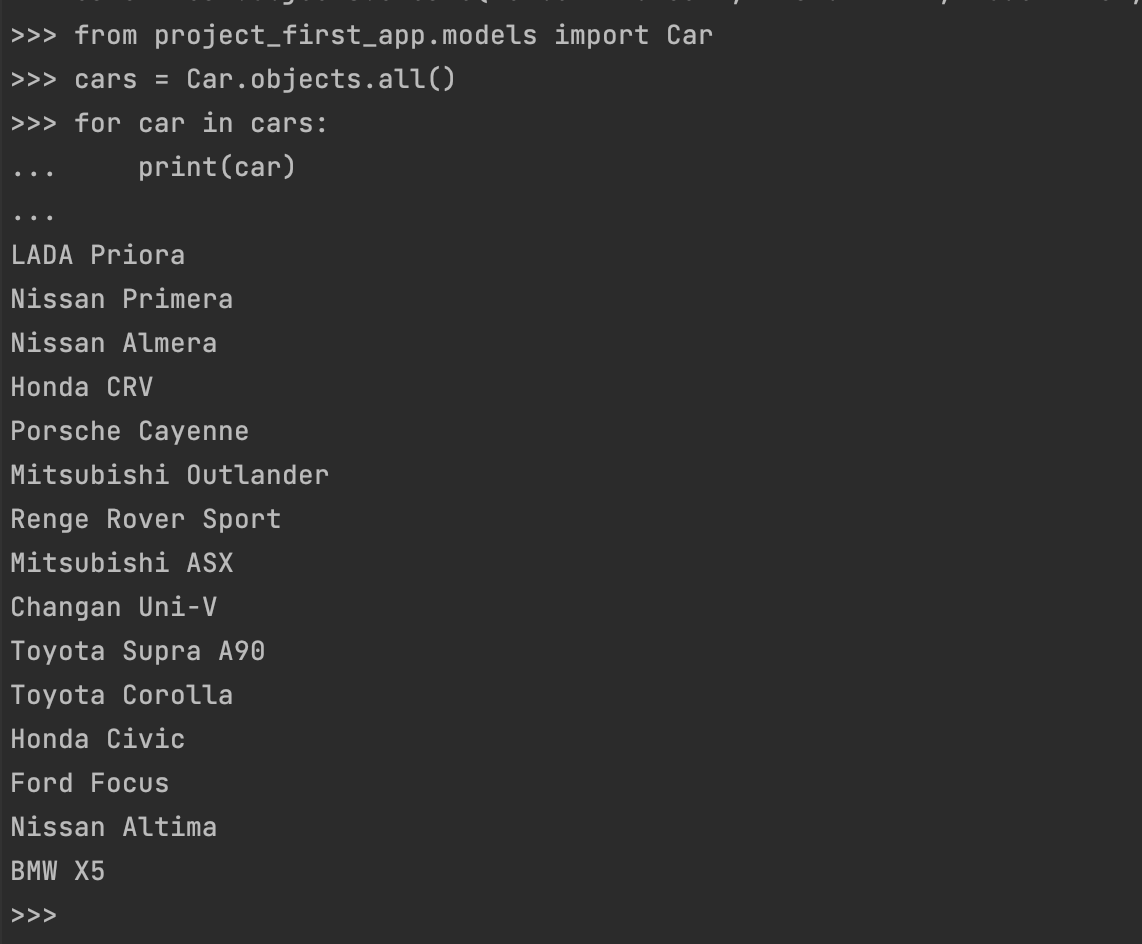 >>> from project_first_app.models import Car
>>> cars = Car.objects.all()
>>> for car in cars:
...     print(car)
...
LADA Priora
Nissan Primera
Nissan Almera
Honda CRV
Porsche Cayenne
Mitsubishi Outlander
Renge Rover Sport
Mitsubishi ASX
Changan Uni-V
Toyota Supra A90
Toyota Corolla
Honda Civic
Ford Focus
Nissan Altima
BMW X5
>>>